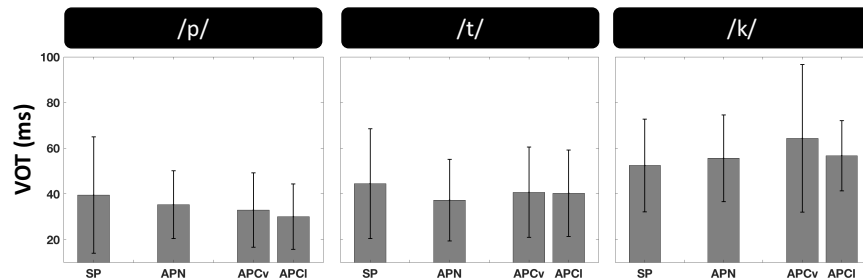 /p/ /t/ /k/
VOT (ms)
100
80
60
40
20
SP APN APCv APCl
SP APN APCv APCl
SP APN APCv APCl